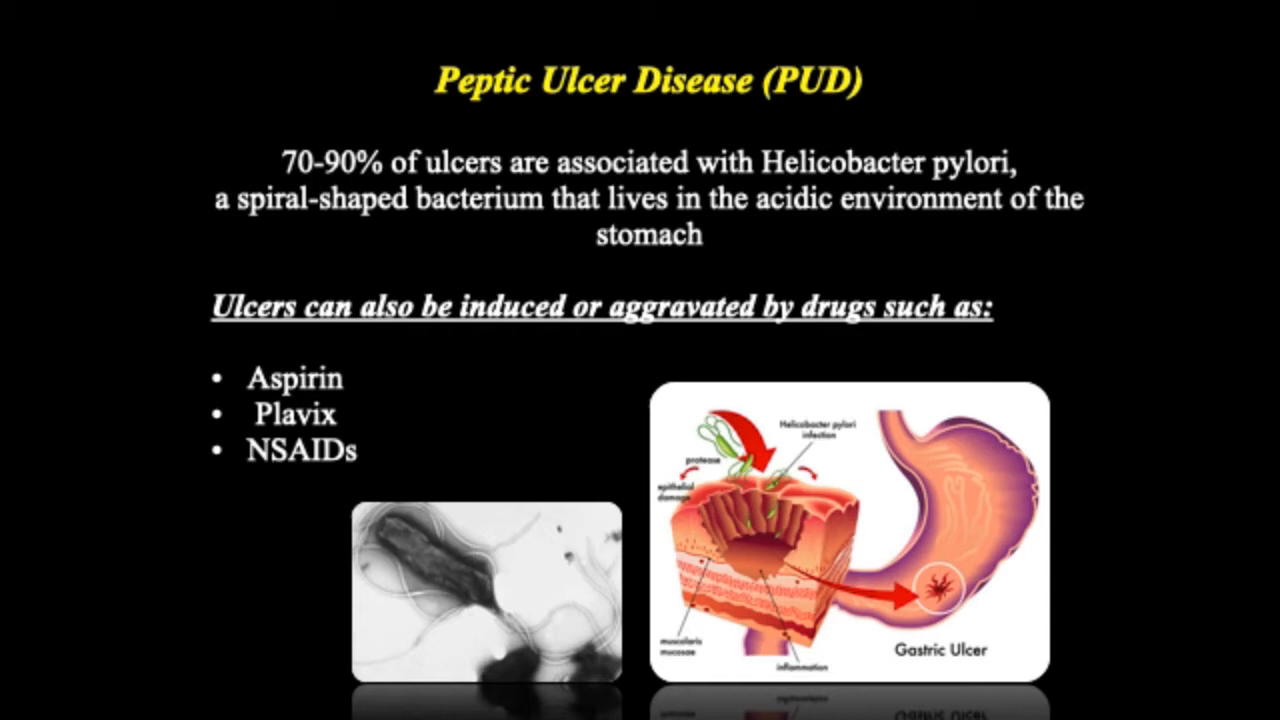 Peptic Ulcer Disease (PUD)
70-90% of ulcers are associated with Helicobacter pylori,
a spiral-shaped bacterium that lives in the acidic environment of the
stomach
Ulcers can also be induced or aggravated by drugs such as:
• Aspirin
• Plavix
• NSAIDs
Helicobacter pylori
infection
protease
epithelial
damage
muscularis
mucosae
inflammation
Gastric Ulcer